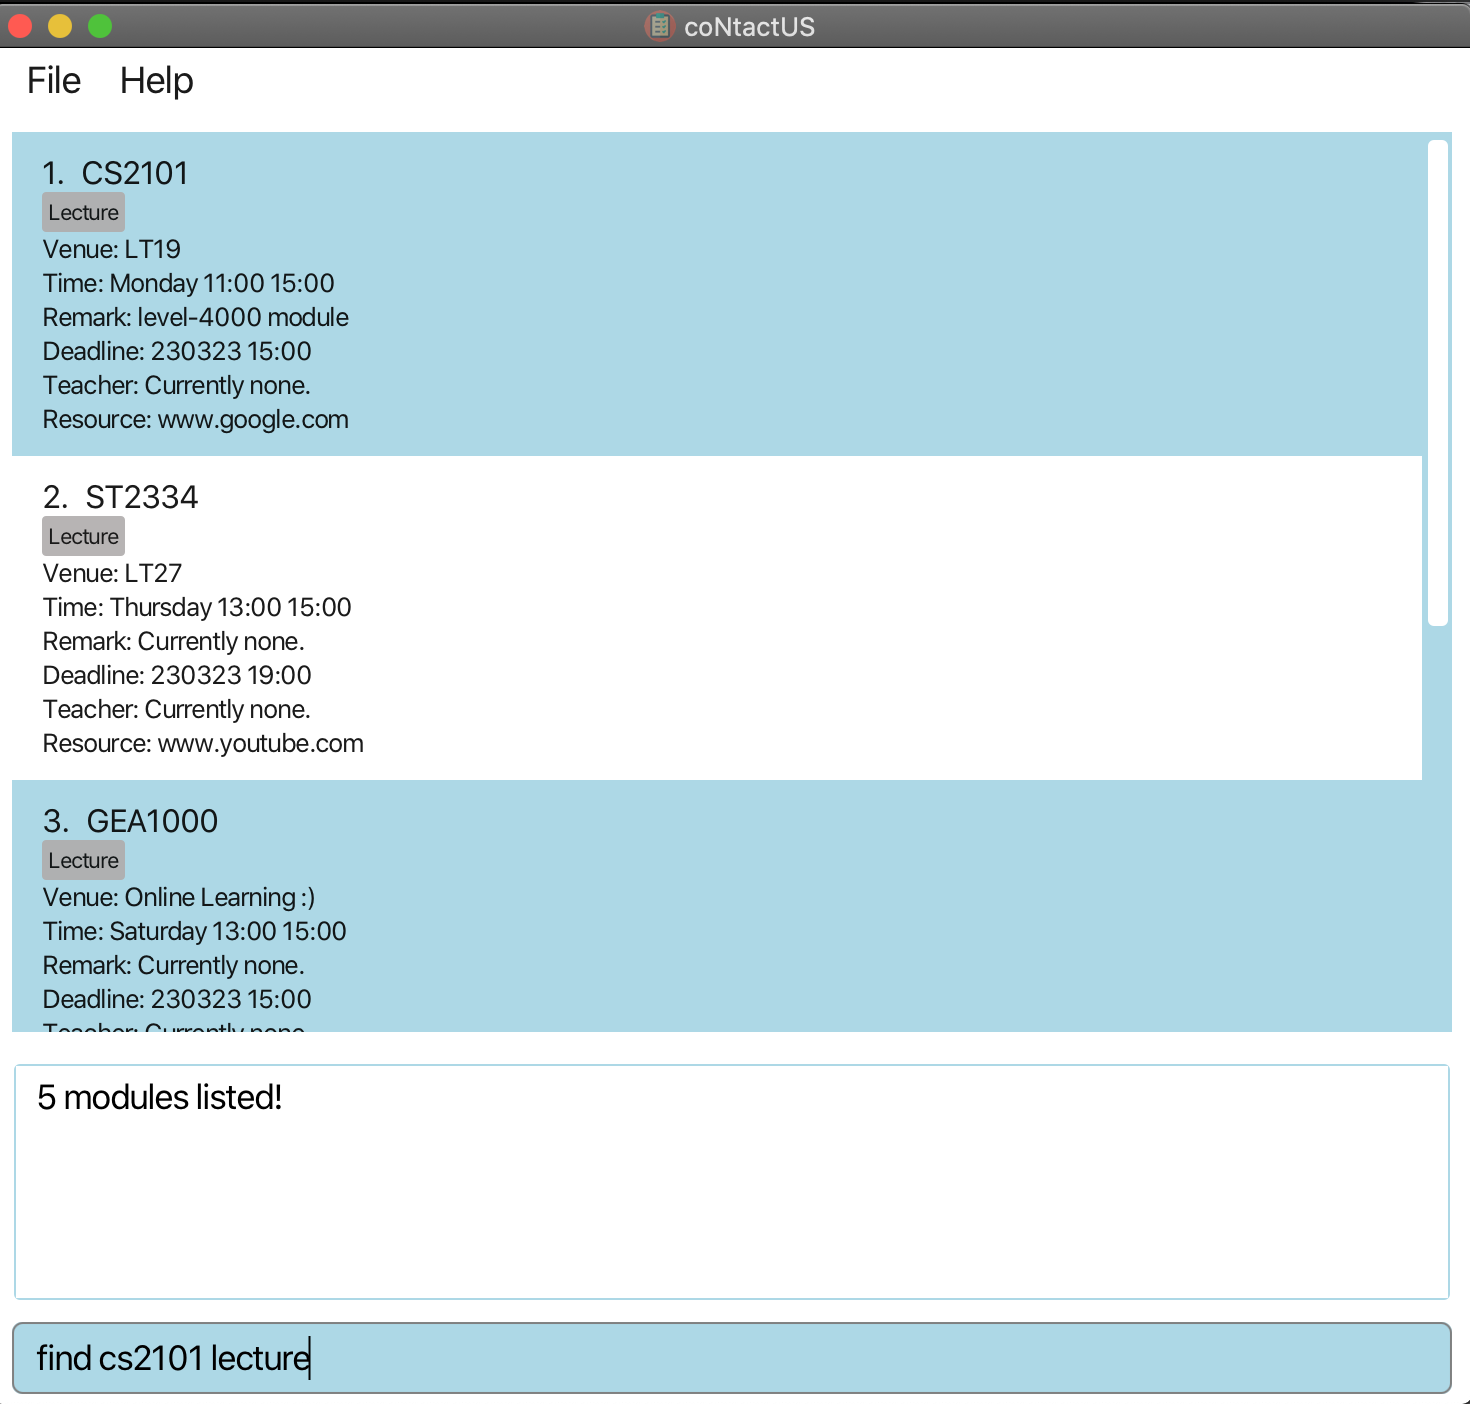 coNtactUS
File Help
1. CS2101
Lecture
Venue: LT19
Time: Monday 11:00 15:00
Remark: level-4000 module
Deadline: 230323 15:00
Teacher: Currently none.
Resource: www.google.com
2. ST2334
Lecture
Venue: LT27
Time: Thursday 13:00 15:00
Remark: Currently none.
Deadline: 230323 19:00
Teacher: Currently none.
Resource: www.youtube.com
3. GEA1000
Lecture
Venue: Online Learning :)
Time: Saturday 13:00 15:00
Remark: Currently none.
Deadline: 230323 15:00
Teacher: Currently none.
5 modules listed!
find cs2101 lecture